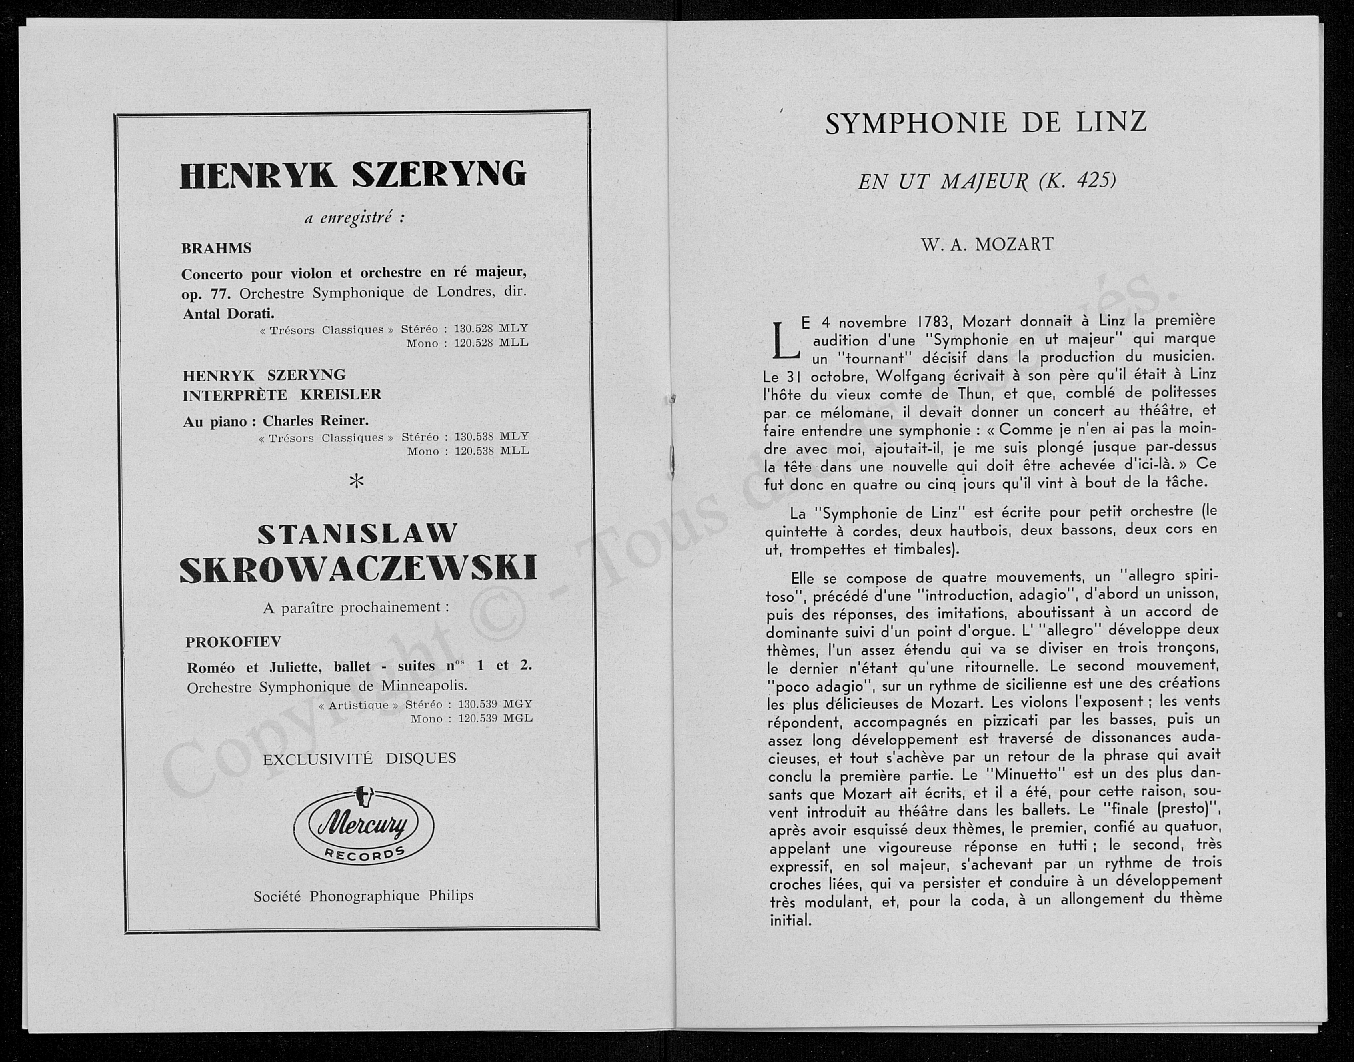 HENRYK SZERYNG
a enregistré :
BRAHMS
Concerto pour violon et orchestre en ré majeur,
op. 77. Orchestre Symphonique de Londres, dir.
Antal Dorati.
« Trésors Classiques » Stéréo : 130.528 MLY
Mono : 120.528 MLL
HENRYK SZERYNG
INTERPRÈTE KREISLER
Au piano : Charles Reiner.
« Trésors Classiques » Stéréo : 130.538 MLY
Mono : 120.538 MLL
*
STANISLAW
SKROWACZEWSKI
A paraître prochainement :
PROKOFIEV
Roméo et Juliette, ballet - suites nos 1 et 2.
Orchestre Symphonique de Minneapolis.
« Artistique » Stéréo : 130.539 MGY
Mono : 120.539 MGL
EXCLUSIVITÉ DISQUES
Mercury
RECORDS
Société Phonographique Philips
SYMPHONIE DE LINZ
EN UT MAJEUR (K. 425)
W. A. MOZART
LE 4 novembre 1783, Mozart donnait à Linz la première
audition d'une "Symphonie en ut majeur" qui marque
un "tournant" décisif dans la production du musicien.
Le 31 octobre, Wolfgang écrivait à son père qu'il était à Linz
l'hôte du vieux comte de Thun, et que, comblé de politesses
par ce mélomane, il devait donner un concert au théâtre, et
faire entendre une symphonie : « Comme je n'en ai pas la moin-
dre avec moi, ajoutait-il, je me suis plongé jusque par-dessus
la tête dans une nouvelle qui doit être achevée d'ici-là. » Ce
fut donc en quatre ou cinq jours qu'il vint à bout de la tâche.
La "Symphonie de Linz" est écrite pour petit orchestre (le
quintette à cordes, deux hautbois, deux bassons, deux cors en
ut, trompettes et timbales).
Elle se compose de quatre mouvements, un "allegro spiri-
toso", précédé d'une "introduction, adagio", d'abord un unisson,
puis des réponses, des imitations, aboutissant à un accord de
dominante suivi d'un point d'orgue. L' "allegro" développe deux
thèmes, l'un assez étendu qui va se diviser en trois tronçons,
le dernier n'étant qu'une ritournelle. Le second mouvement,
"poco adagio", sur un rythme de sicilienne est une des créations
les plus délicieuses de Mozart. Les violons l'exposent ; les vents
répondent, accompagnés en pizzicati par les basses, puis un
assez long développement est traversé de dissonances auda-
cieuses, et tout s'achève par un retour de la phrase qui avait
conclu la première partie. Le "Minuetto" est un des plus dan-
sants que Mozart ait écrits, et il a été, pour cette raison, sou-
vent introduit au théâtre dans les ballets. Le "finale (presto)",
après avoir esquissé deux thèmes, le premier, confié au quatuor,
appelant une vigoureuse réponse en tutti ; le second, très
expressif, en sol majeur, s'achevant par un rythme de trois
croches liées, qui va persister et conduire à un développement
très modulant, et, pour la coda, à un allongement du thème
initial.
Copyright © - Tous droits réservés.